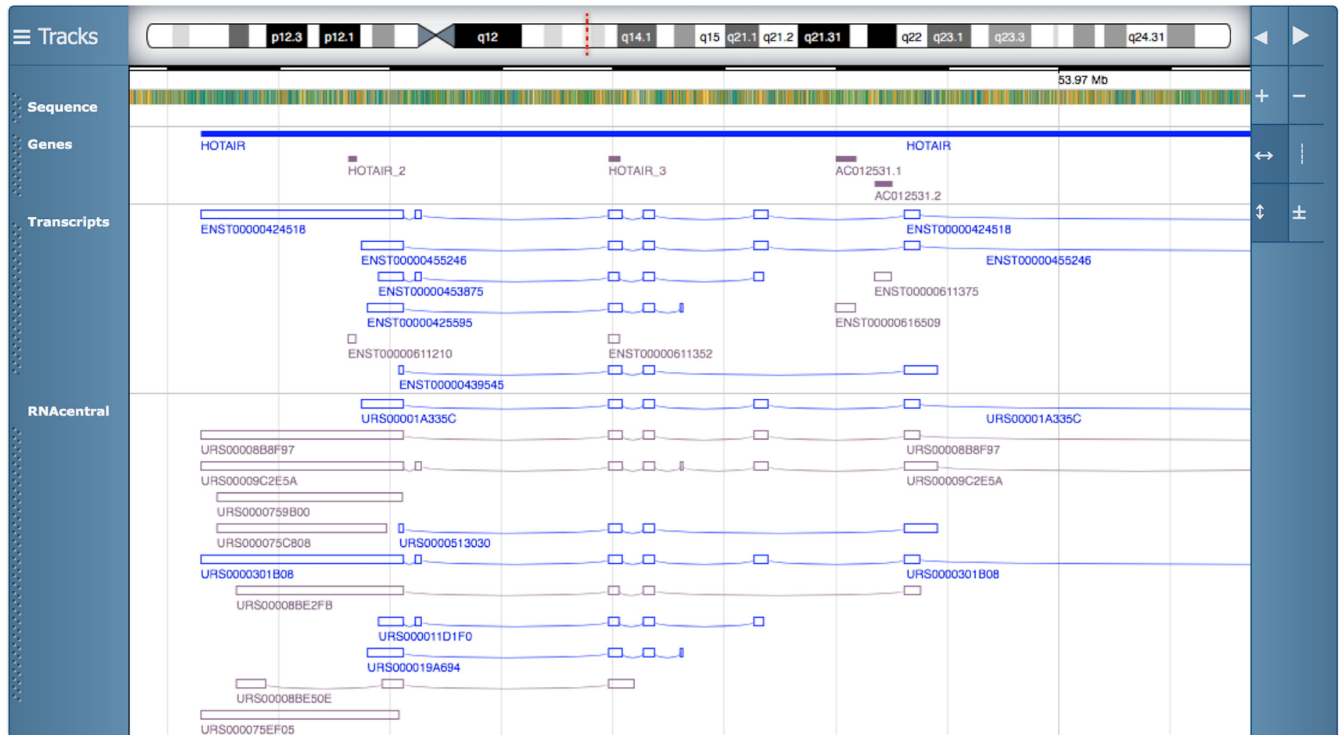 ☰ Tracks
p12.3 p12.1 q12 q14.1 q15 q21.1 q21.2 q21.31 q22 q23.1 q23.3 q24.31
53.97 Mb
Sequence
Genes
HOTAIR HOTAIR
HOTAIR_2 HOTAIR_3 AC012531.1
AC012531.2
Transcripts
ENST00000424518 ENST00000424518
ENST00000455246 ENST00000455246
ENST00000453875 ENST00000611375
ENST00000425595 ENST00000616509
ENST00000611210 ENST00000611352
ENST00000439545
RNAcentral
URS00001A335C URS00001A335C
URS00008B8F97 URS00008B8F97
URS00009C2E5A URS00009C2E5A
URS0000759B00
URS000075C808 URS0000513030
URS0000301B08 URS0000301B08
URS00008BE2FB
URS000011D1F0
URS000019A694
URS00008BE50E
URS000075EF05